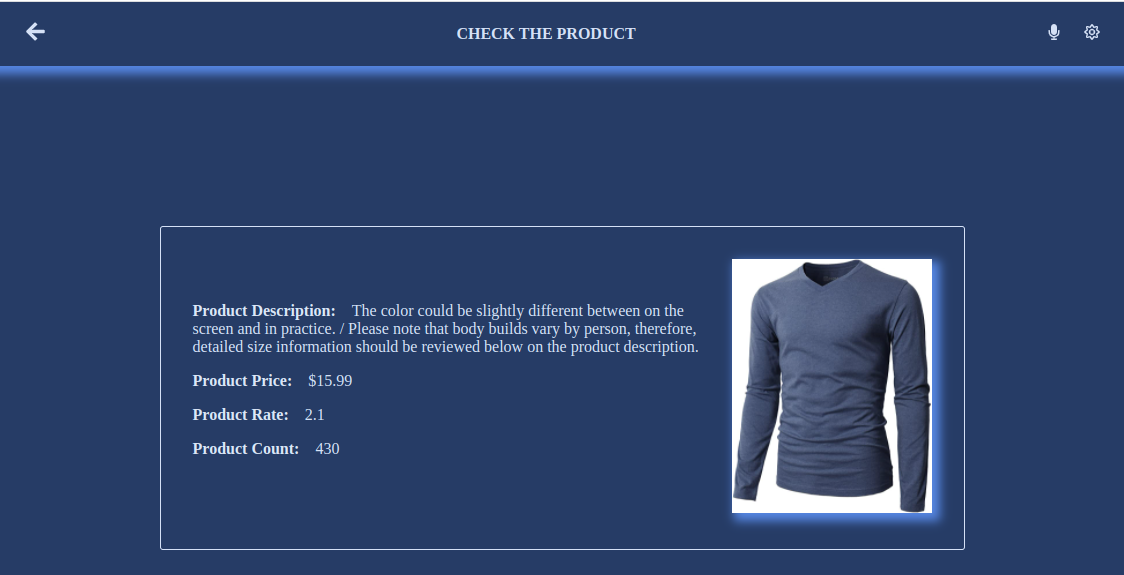 CHECK THE PRODUCT
Product Description: The color could be slightly different between on the
screen and in practice. / Please note that body builds vary by person, therefore,
detailed size information should be reviewed below on the product description.
Product Price: $15.99
Product Rate: 2.1
Product Count: 430